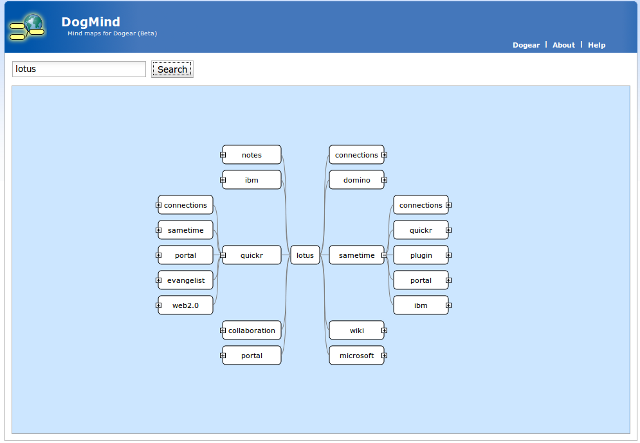 DogMind
Mind maps for Dogear (Beta)
Dogear | About | Help
lotus
Search
notes
connections
ibm
domino
connections
connections
sametime
quickr
portal
quickr
lotus
sametime
plugin
evangelist
portal
web2.0
ibm
collaboration
wiki
portal
microsoft